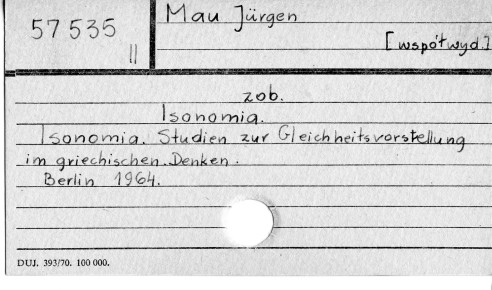 57535
II
Mau Jürgen
[współwyd.]
zob.
Isonomia.
Isonomia. Studien zur Gleichheitsvorstellung
im griechischen Denken.
Berlin 1964.
DUJ. 393/70. 100 000.